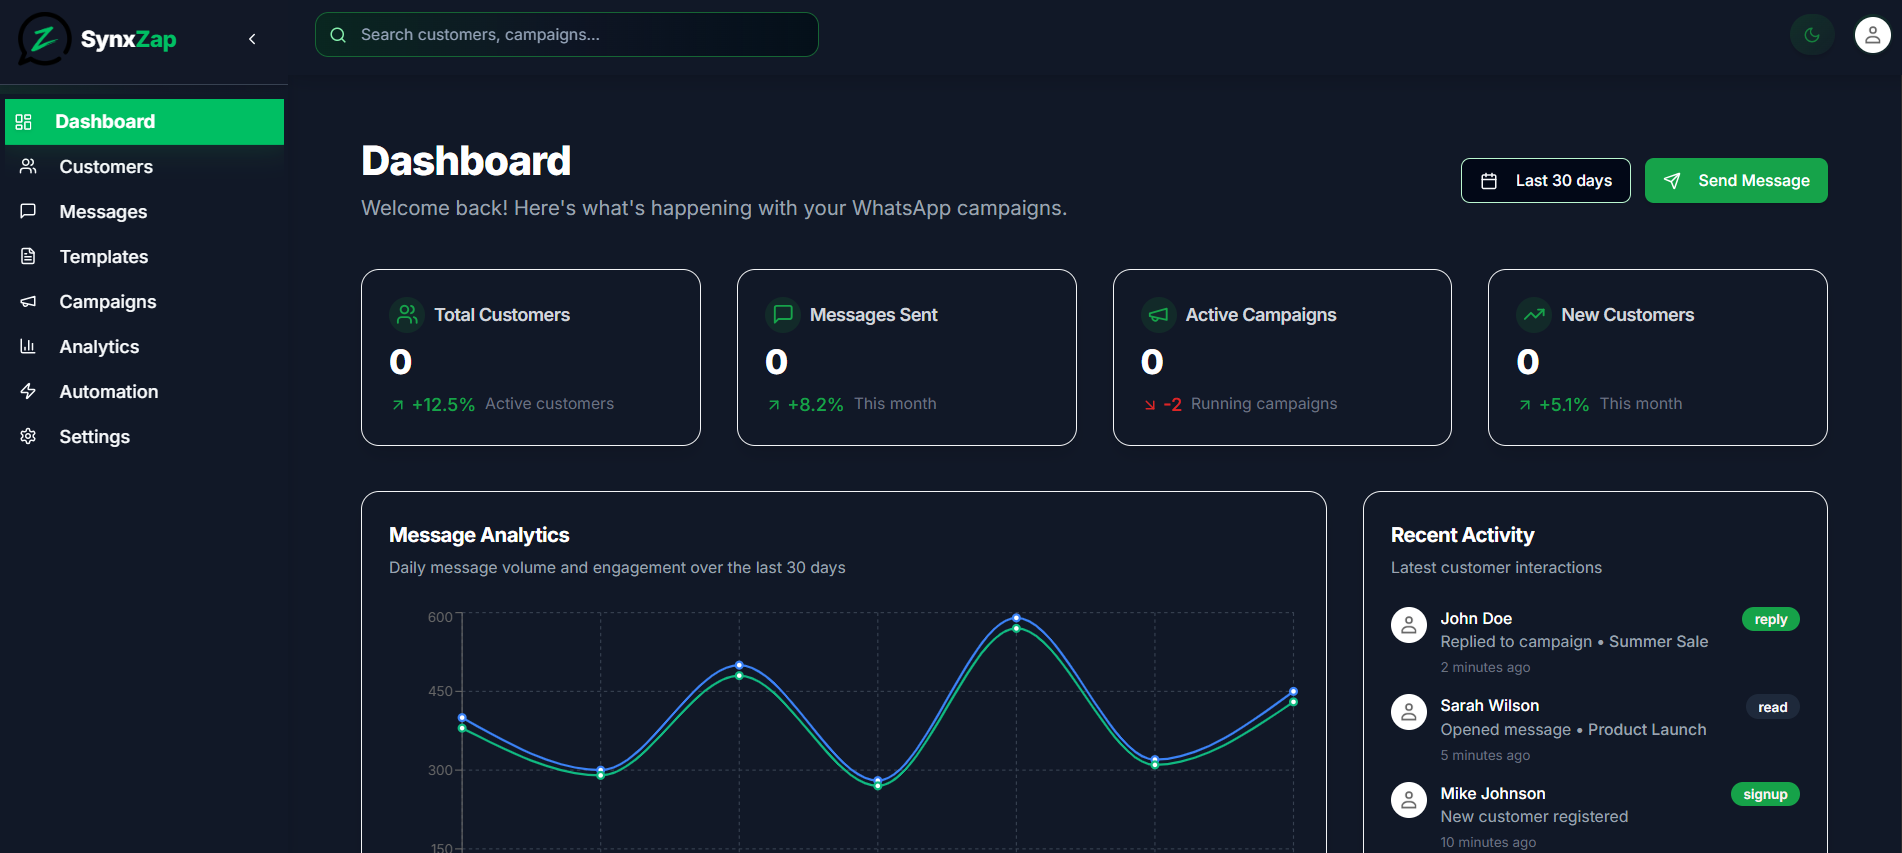 SynxZap
Search customers, campaigns...
Dashboard
Customers
Messages
Templates
Campaigns
Analytics
Automation
Settings
Dashboard
Welcome back! Here's what's happening with your WhatsApp campaigns.
Last 30 days
Send Message
Total Customers
0
+12.5% Active customers
Messages Sent
0
+8.2% This month
Active Campaigns
0
-2 Running campaigns
New Customers
0
+5.1% This month
Message Analytics
Daily message volume and engagement over the last 30 days
600
450
300
150
Recent Activity
Latest customer interactions
John Doe
reply
Replied to campaign • Summer Sale
2 minutes ago
Sarah Wilson
read
Opened message • Product Launch
5 minutes ago
Mike Johnson
signup
New customer registered
10 minutes ago